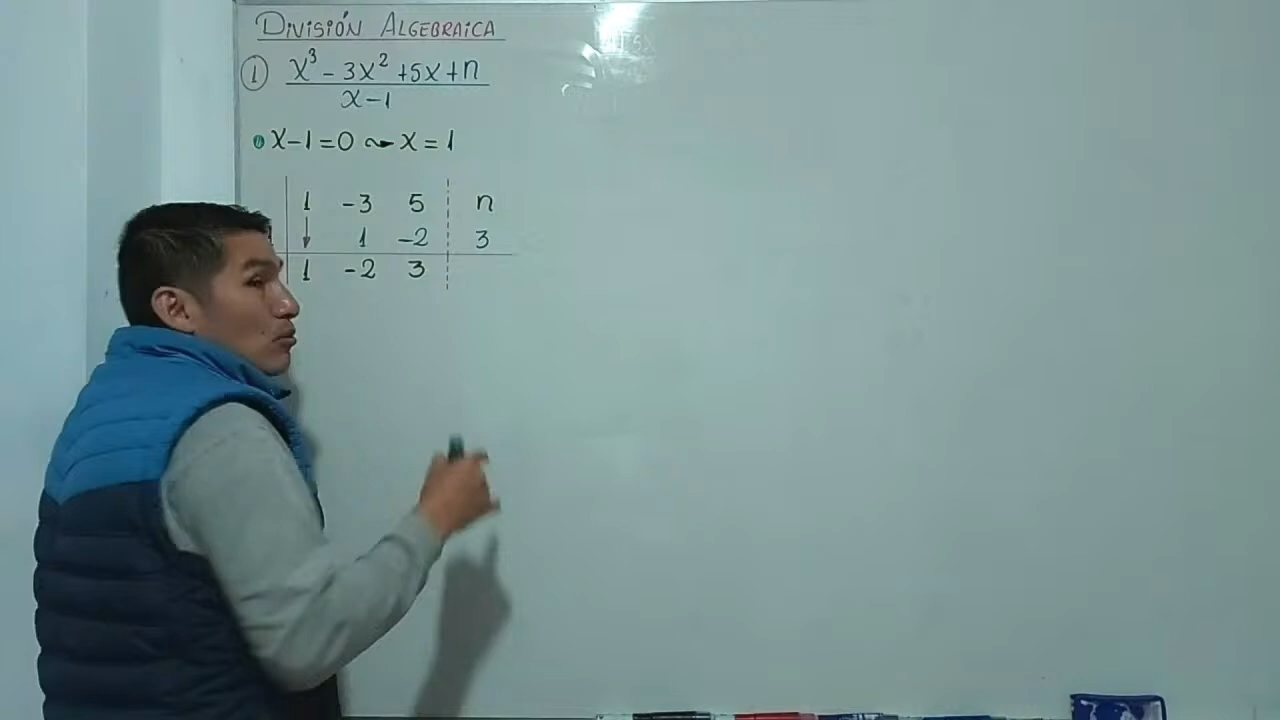 División Algebraica
1 x³ - 3x² + 5x + n
x - 1
x - 1 = 0 ⇝ x = 1
1 -3 5 n
↓ 1 -2 3
1 -2 3